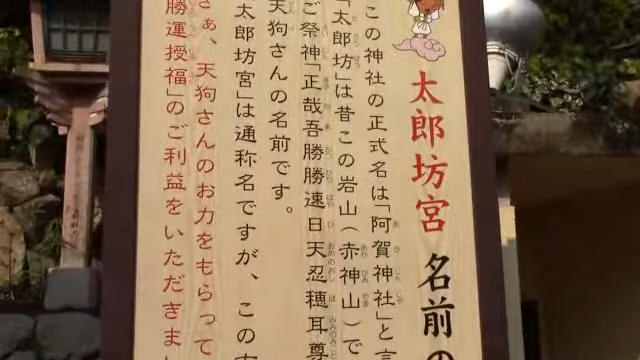 太郎坊宮 名前の
この神社の正式名は「阿賀神社」と言
「太郎坊」は昔この岩山(赤神山)で
ご祭神「正哉吾勝勝速日天忍穂耳尊
天狗さんの名前です。
太郎坊宮」は通称名ですが、この
さぁ、天狗さんのお力をもらって
勝運授福」のご利益をいただきま